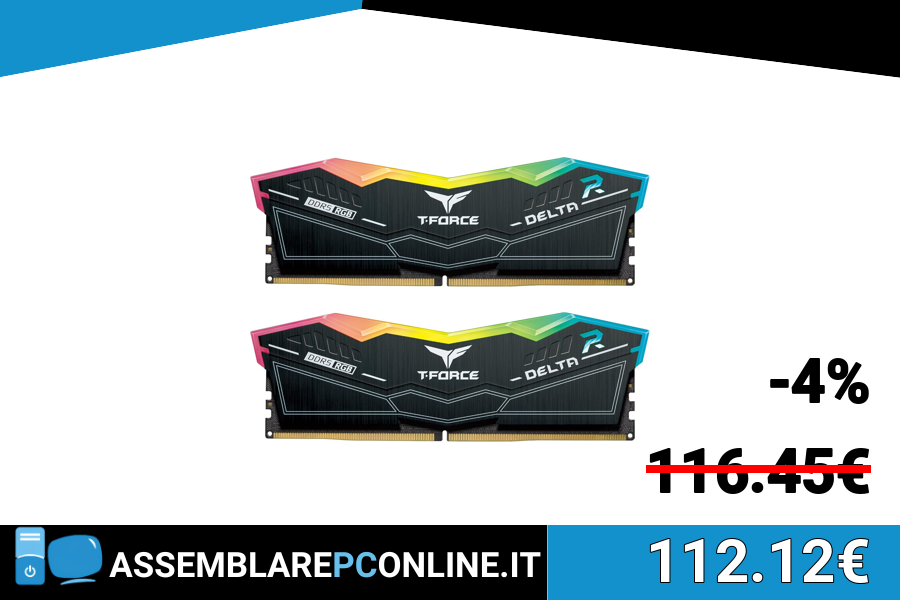 DDR5 RGB
T-FORCE
DELTA R
DDR5 RGB
T-FORCE
DELTA R
-4%
116.45€
ASSEMBLAREPCONLINE.IT
112.12€